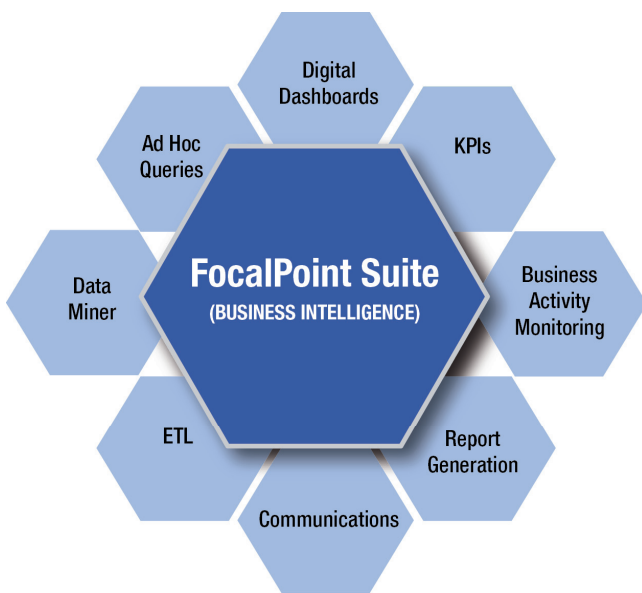 Digital
Dashboards
Ad Hoc
Queries
KPIs
FocalPoint Suite
(BUSINESS INTELLIGENCE)
Data
Miner
Business
Activity
Monitoring
ETL
Report
Generation
Communications